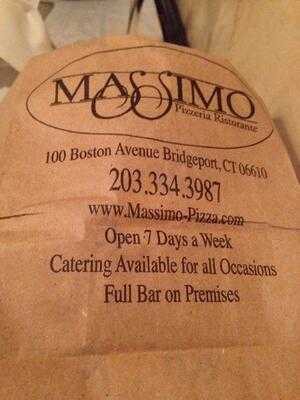 MASSIMO
Pizzeria Ristorante
100 Boston Avenue Bridgeport, CT 06610
203.334.3987
www.Massimo-Pizza.com
Open 7 Days a Week
Catering Available for all Occasions
Full Bar on Premises